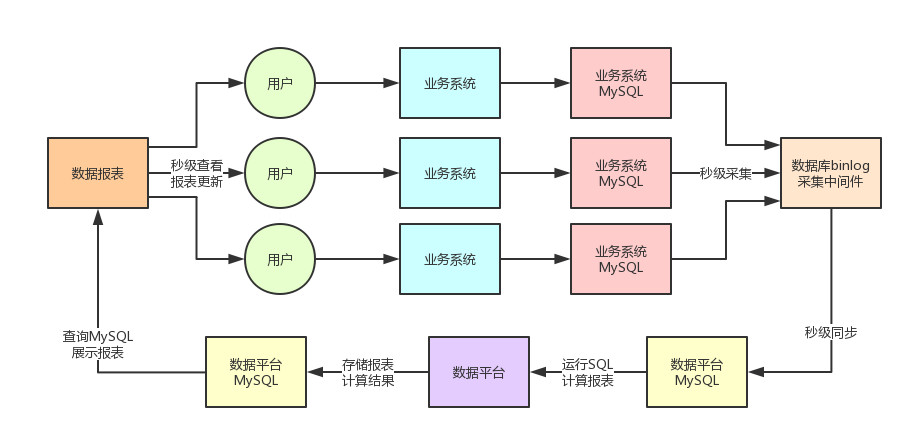 用户
业务系统
业务系统
MySQL
数据报表
秒级查看
报表更新
用户
业务系统
业务系统
MySQL
秒级采集
数据库binlog
采集中间件
用户
业务系统
业务系统
MySQL
查询MySQL
展示报表
数据平台
MySQL
存储报表
计算结果
数据平台
运行SQL
计算报表
数据平台
MySQL
秒级同步